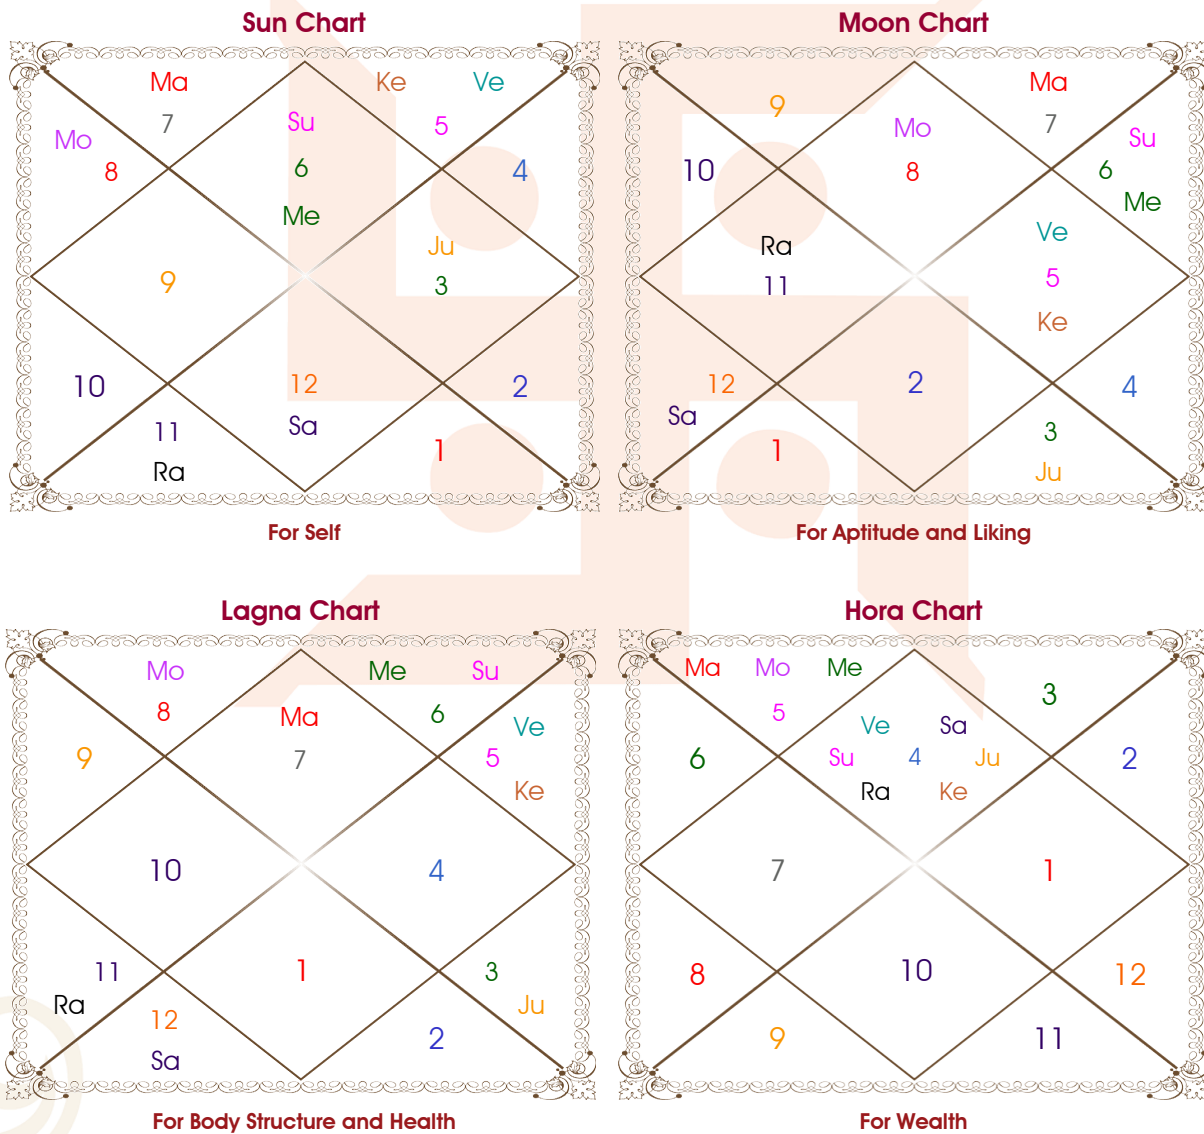 Sun Chart
Ma
Ke
Ve
Mo
7
Su
5
8
6
4
Me
Ju
9
3
10
12
2
11
Sa
1
Ra
For Self
Moon Chart
9
Ma
Mo
7
Su
10
8
6
Me
Ra
Ve
11
5
Ke
12
2
4
Sa
1
3
Ju
For Aptitude and Liking
Lagna Chart
Mo
Me
Su
8
Ma
6
Ve
9
7
5
Ke
10
4
11
1
3
Ra
Ju
12
2
Sa
For Body Structure and Health
Hora Chart
Ma Mo Me
5
3
Ve
Sa
6
Su
4
Ju
2
Ra
Ke
7
1
8
10
12
9
11
For Wealth